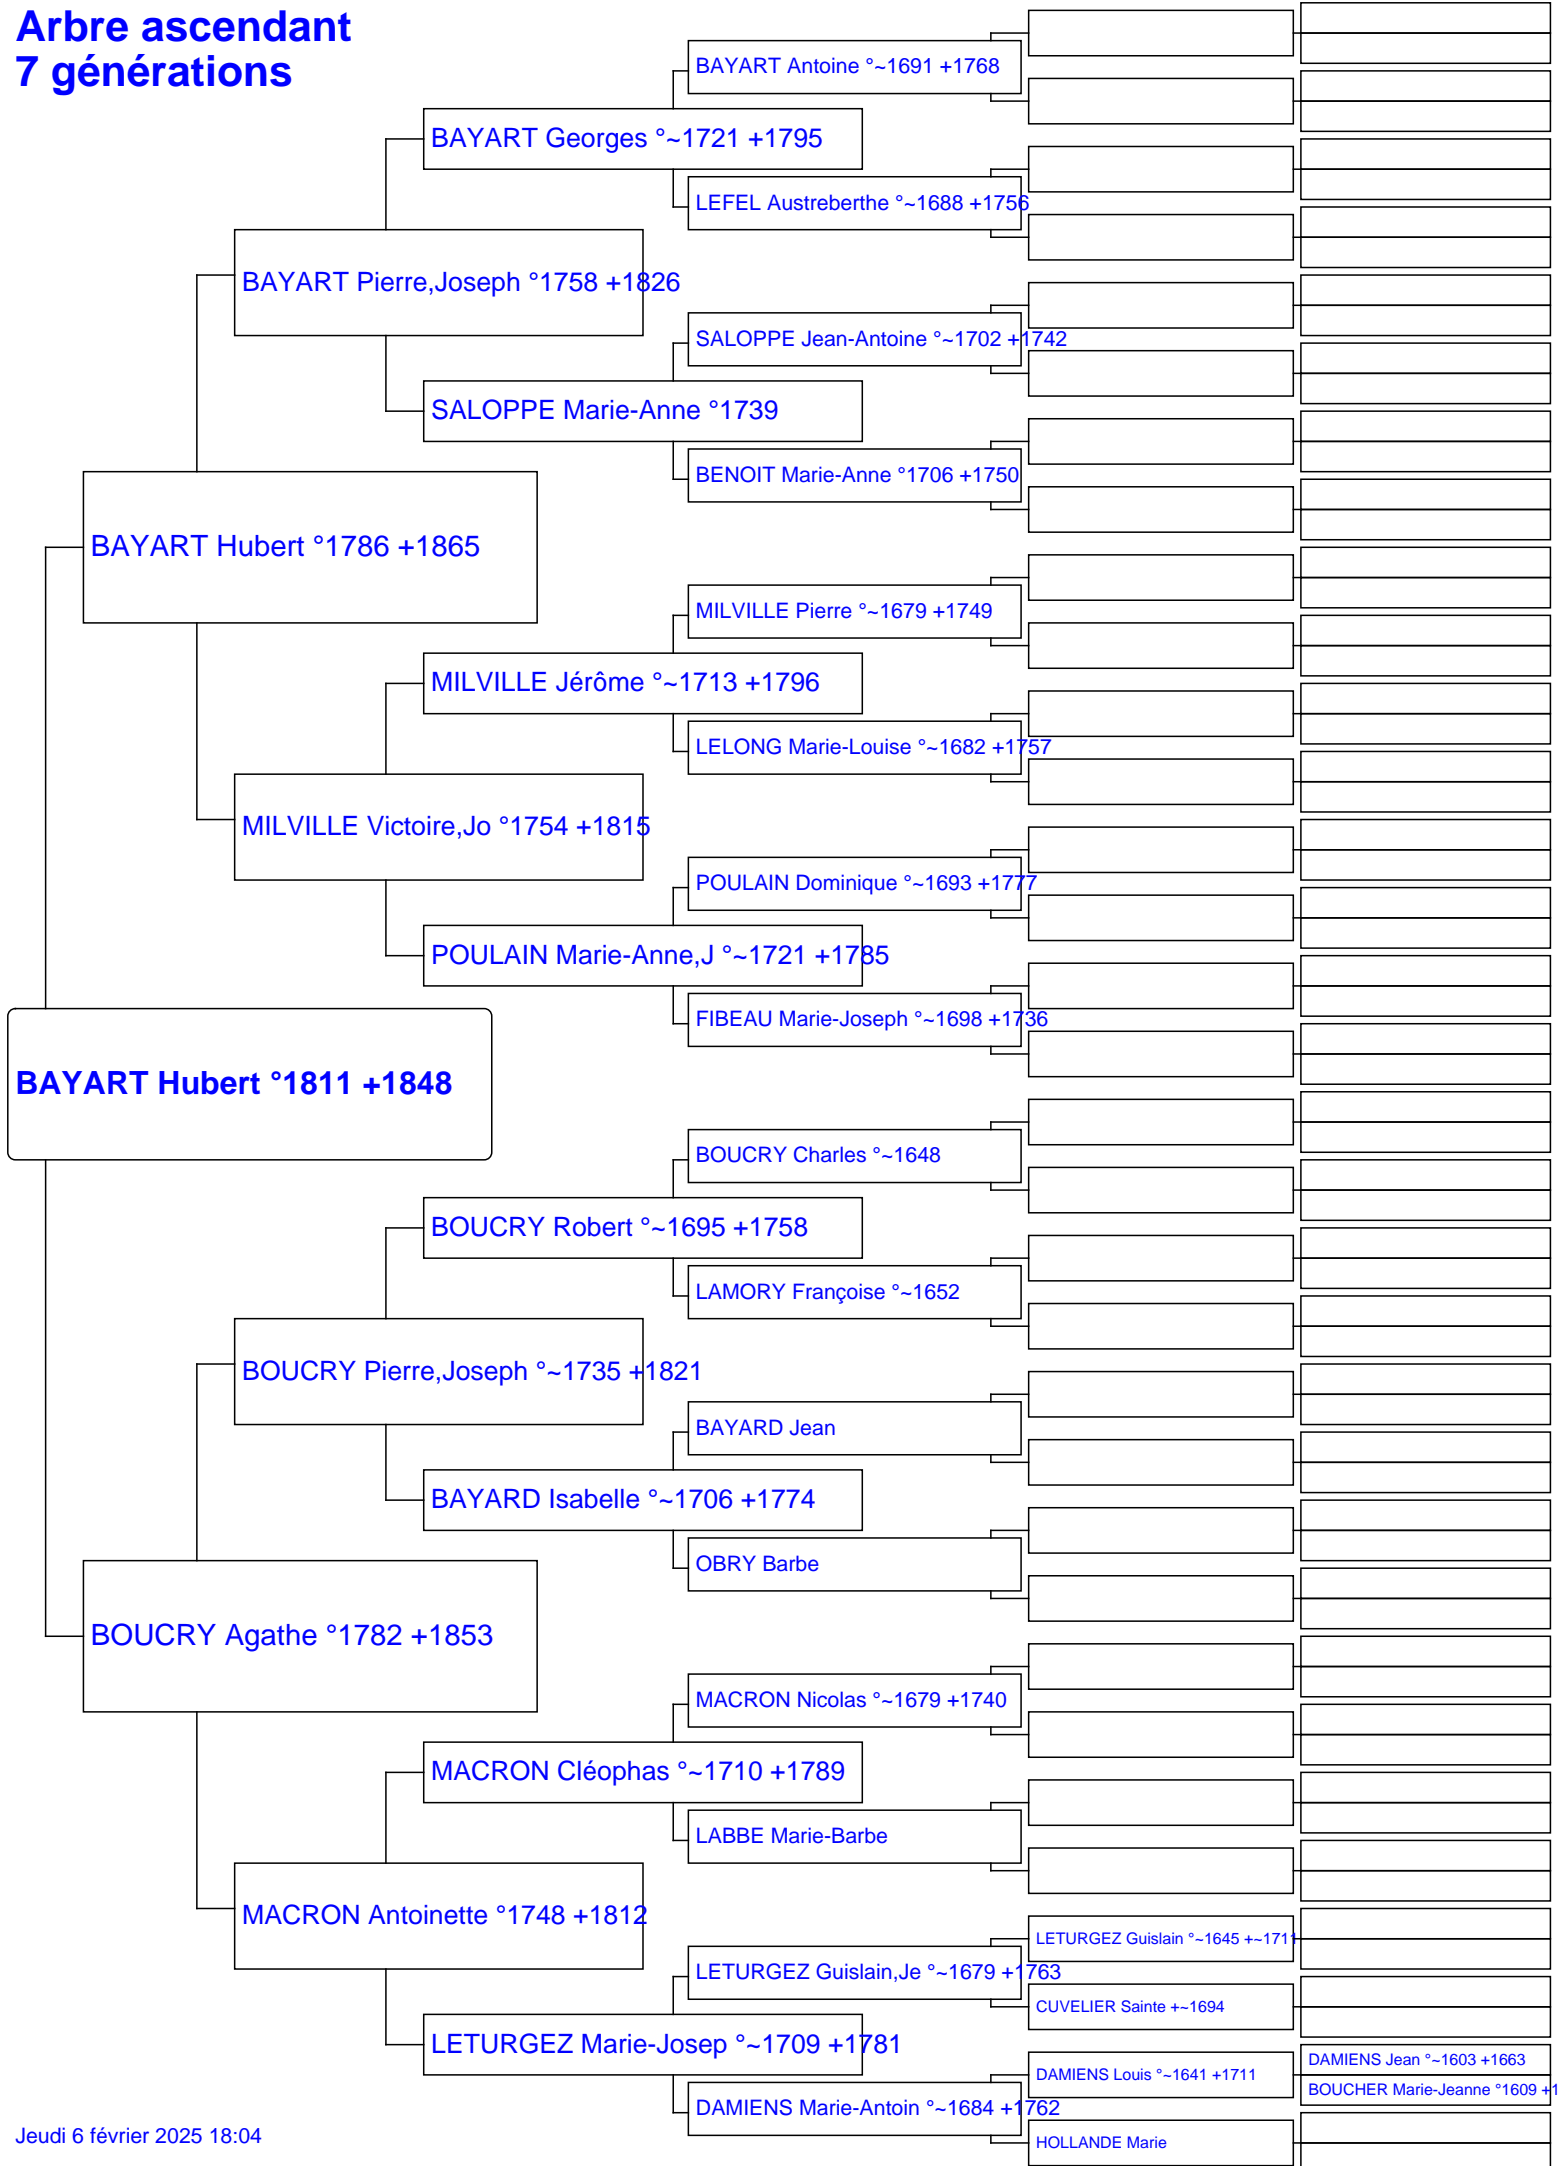 Arbre ascendant
7 générations
BAYART Antoine °~1691 +1768
BAYART Georges °~1721 +1795
LEFEL Austreberthe °~1688 +1756
BAYART Pierre,Joseph °1758 +1826
SALOPPE Jean-Antoine °~1702 +1742
SALOPPE Marie-Anne °1739
BENOIT Marie-Anne °1706 +1750
BAYART Hubert °1786 +1865
MILVILLE Pierre °~1679 +1749
MILVILLE Jérôme °~1713 +1796
LELONG Marie-Louise °~1682 +1757
MILVILLE Victoire,Jo °1754 +1815
POULAIN Dominique °~1693 +1777
POULAIN Marie-Anne,J °~1721 +1785
FIBEAU Marie-Joseph °~1698 +1736
BAYART Hubert °1811 +1848
BOUCRY Charles °~1648
BOUCRY Robert °~1695 +1758
LAMORY Françoise °~1652
BOUCRY Pierre,Joseph °~1735 +1821
BAYARD Jean
BAYARD Isabelle °~1706 +1774
OBRY Barbe
BOUCRY Agathe °1782 +1853
MACRON Nicolas °~1679 +1740
MACRON Cléophas °~1710 +1789
LABBE Marie-Barbe
MACRON Antoinette °1748 +1812
LETURGEZ Guislain °~1645 +~1711
LETURGEZ Guislain,Je °~1679 +1763
CUVELIER Sainte +~1694
LETURGEZ Marie-Josep °~1709 +1781
DAMIENS Jean °~1603 +1663
DAMIENS Louis °~1641 +1711
BOUCHER Marie-Jeanne °1609 +1
DAMIENS Marie-Antoin °~1684 +1762
HOLLANDE Marie
Jeudi 6 février 2025 18:04